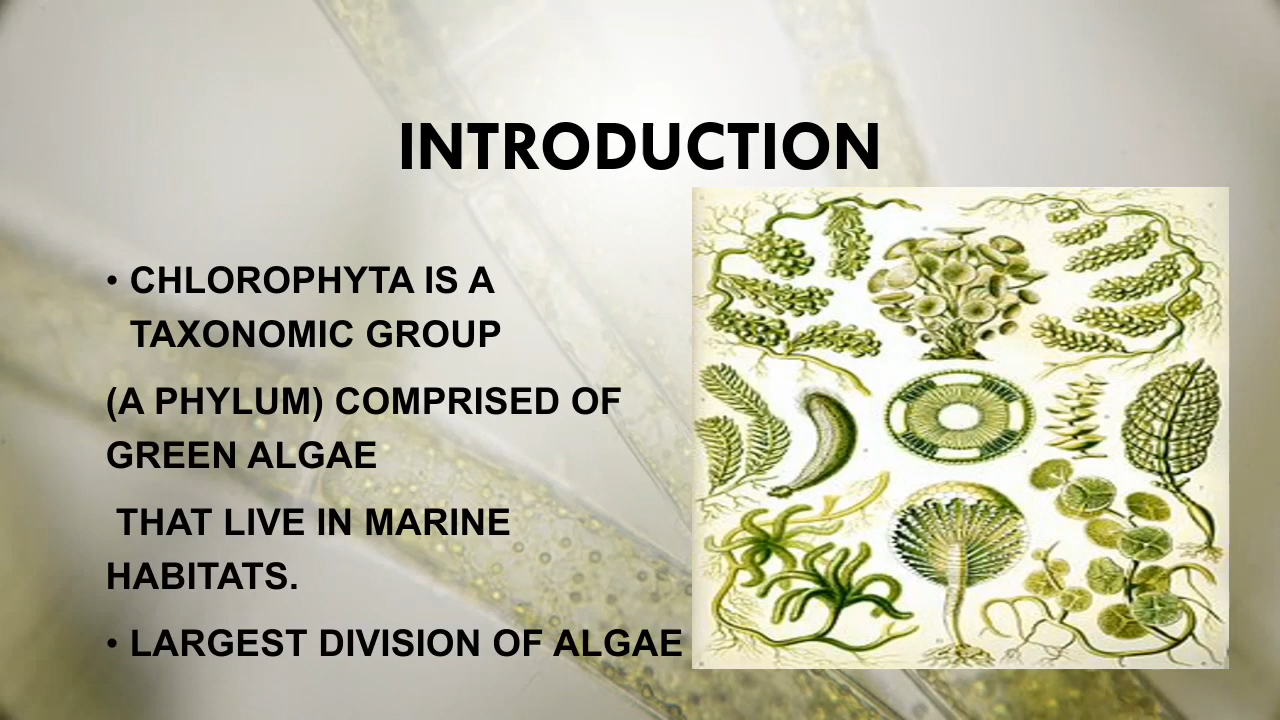 INTRODUCTION
• CHLOROPHYTA IS A
TAXONOMIC GROUP
(A PHYLUM) COMPRISED OF
GREEN ALGAE
THAT LIVE IN MARINE
HABITATS.
• LARGEST DIVISION OF ALGAE